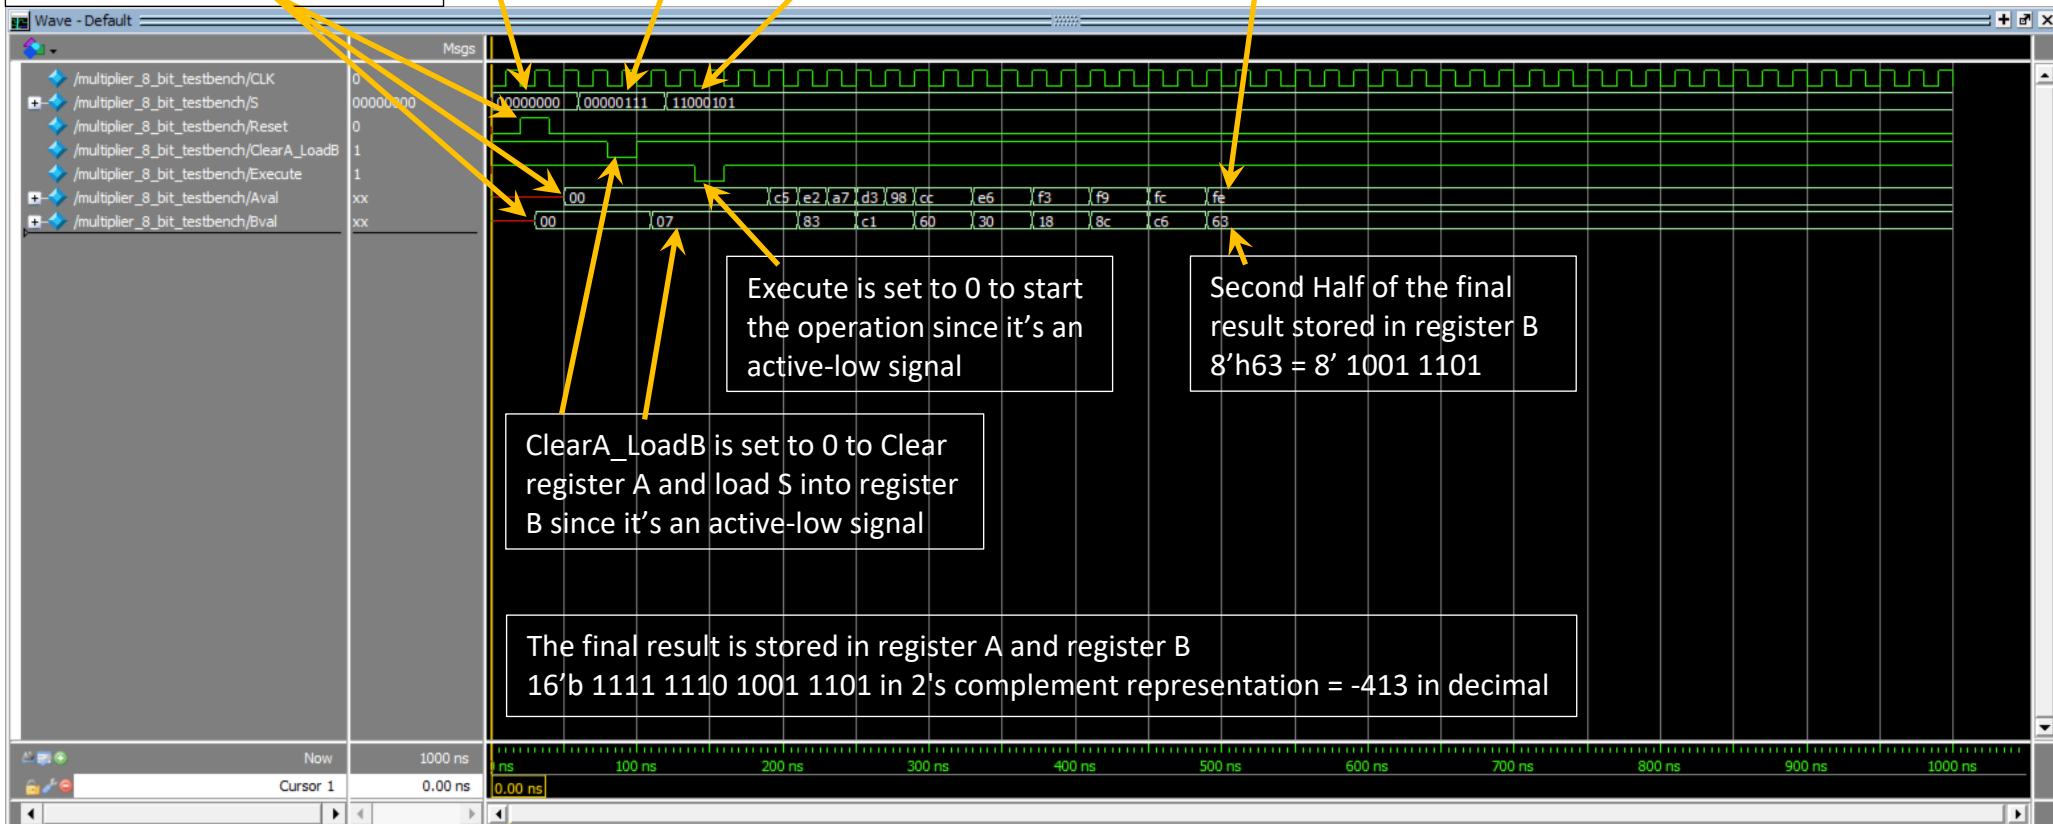 Wave - Default
Msgs
/multiplier_8_bit_testbench/CLK 0
/multiplier_8_bit_testbench/S 00000000 00000000 00000111 11000101
/multiplier_8_bit_testbench/Reset 0
/multiplier_8_bit_testbench/ClearA_LoadB 1
/multiplier_8_bit_testbench/Execute 1
/multiplier_8_bit_testbench/Aval xx 00 c5 e2 a7 d3 98 cc e6 f3 f9 fc fe
/multiplier_8_bit_testbench/Bval xx 00 07 83 c1 60 30 18 8c c6 63
Execute is set to 0 to start
the operation since it’s an
active-low signal
Second Half of the final
result stored in register B
8’h63 = 8’ 1001 1101
ClearA_LoadB is set to 0 to Clear
register A and load S into register
B since it’s an active-low signal
The final result is stored in register A and register B
16’b 1111 1110 1001 1101 in 2's complement representation = -413 in decimal
Now 1000 ns ns 100 ns 200 ns 300 ns 400 ns 500 ns 600 ns 700 ns 800 ns 900 ns 1000 ns
Cursor 1 0.00 ns 0.00 ns